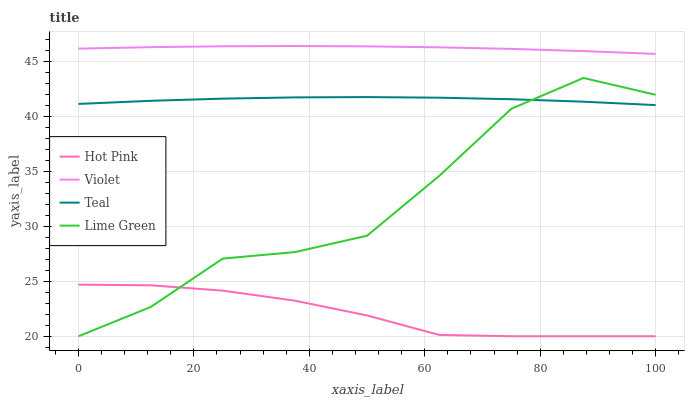 title
45
40
35
30
25
20
yaxis_label
Hot Pink
Violet
Teal
Lime Green
0 20 40 60 80 100
xaxis_label